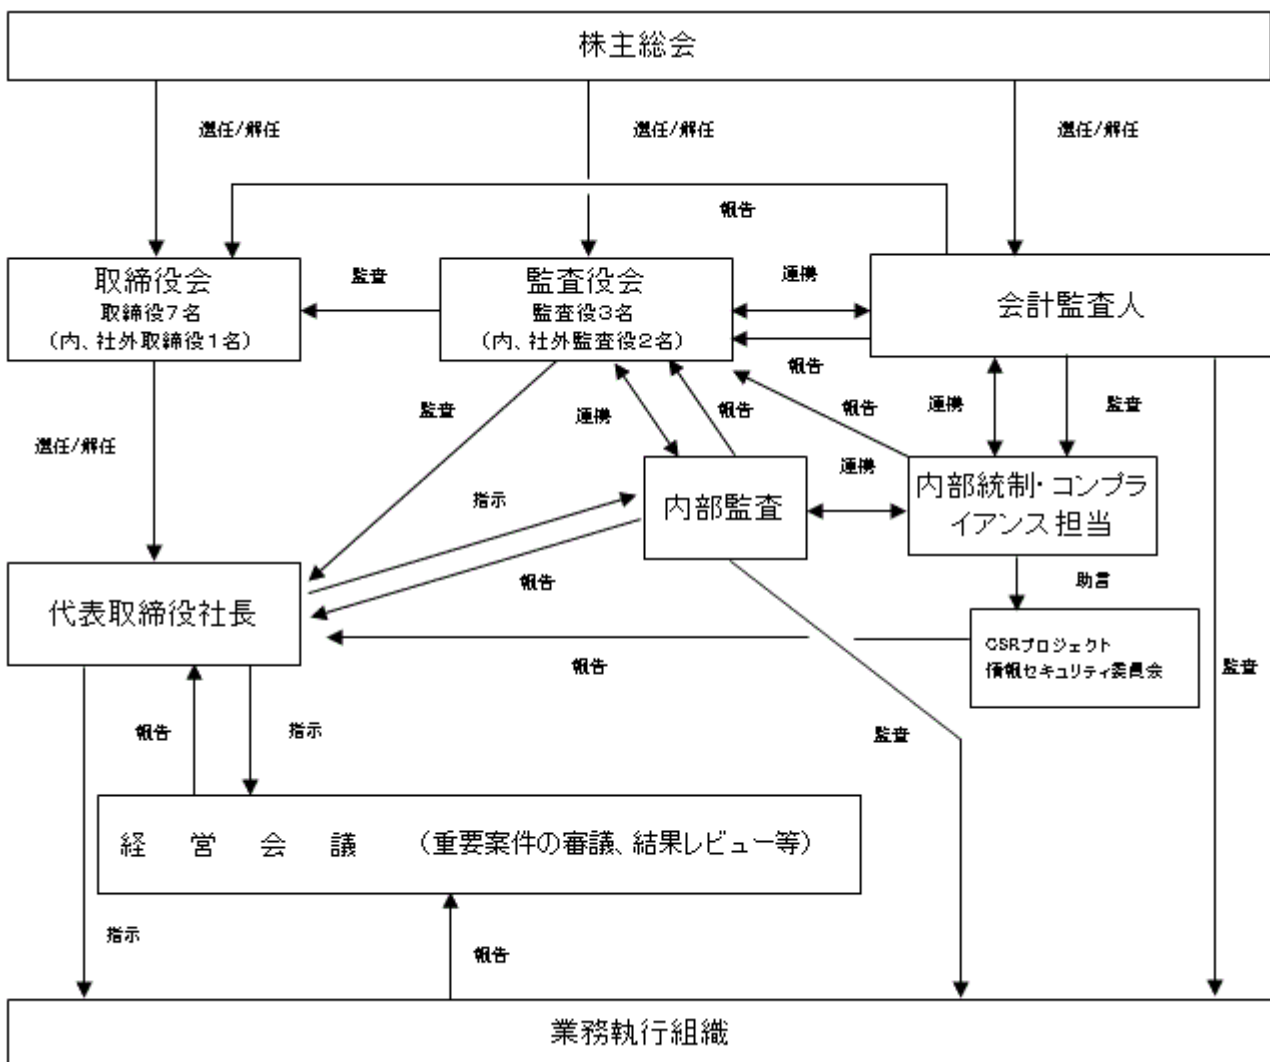 株主総会
選任/解任
選任/解任
選任/解任
報告
取締役会
取締役7名
(内、社外取締役1名)
監査
監査役会
監査役3名
(内、社外監査役2名)
連携
会計監査人
報告
監査
連携
報告
報告
連携
監査
選任/解任
指示
内部監査
連携
内部統制・コンプラ
イアンス担当
報告
助言
代表取締役社長
報告
CSRプロジェクト
情報セキュリティ委員会
監査
報告
指示
監査
経営会議 (重要案件の審議、結果レビュー等)
指示
報告
業務執行組織